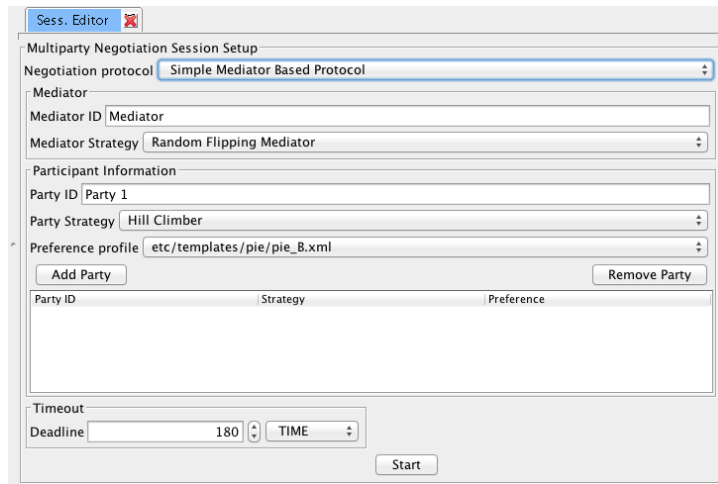 Sess. Editor
Multiparty Negotiation Session Setup
Negotiation protocol Simple Mediator Based Protocol
Mediator
Mediator ID Mediator
Mediator Strategy Random Flipping Mediator
Participant Information
Party ID Party 1
Party Strategy Hill Climber
Preference profile etc/templates/pie/pie_B.xml
Add Party Remove Party
Party ID Strategy Preference
Timeout
Deadline 180 TIME
Start